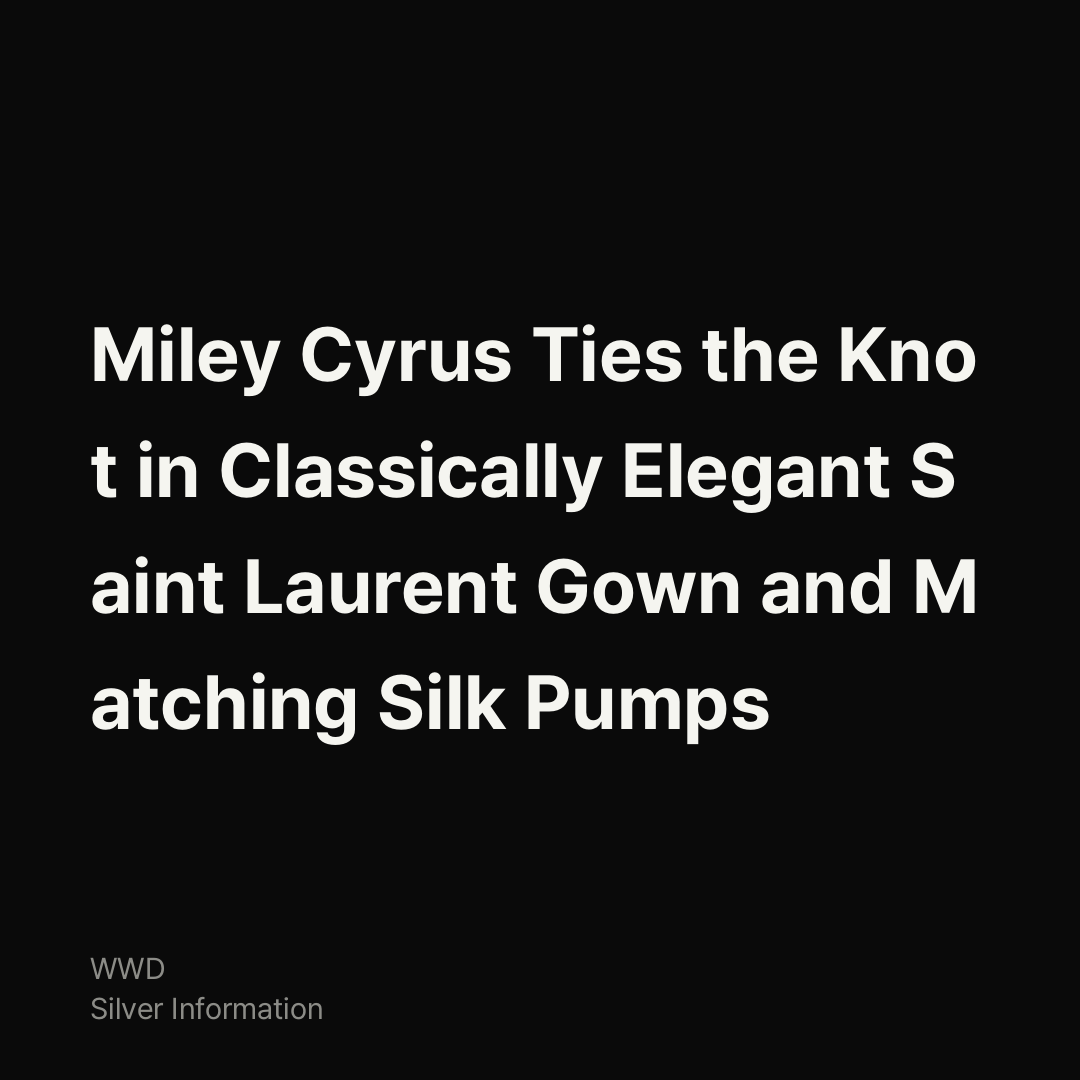 Miley Cyrus Ties the Kno
t in Classically Elegant S
aint Laurent Gown and M
atching Silk Pumps
WWD
Silver Information